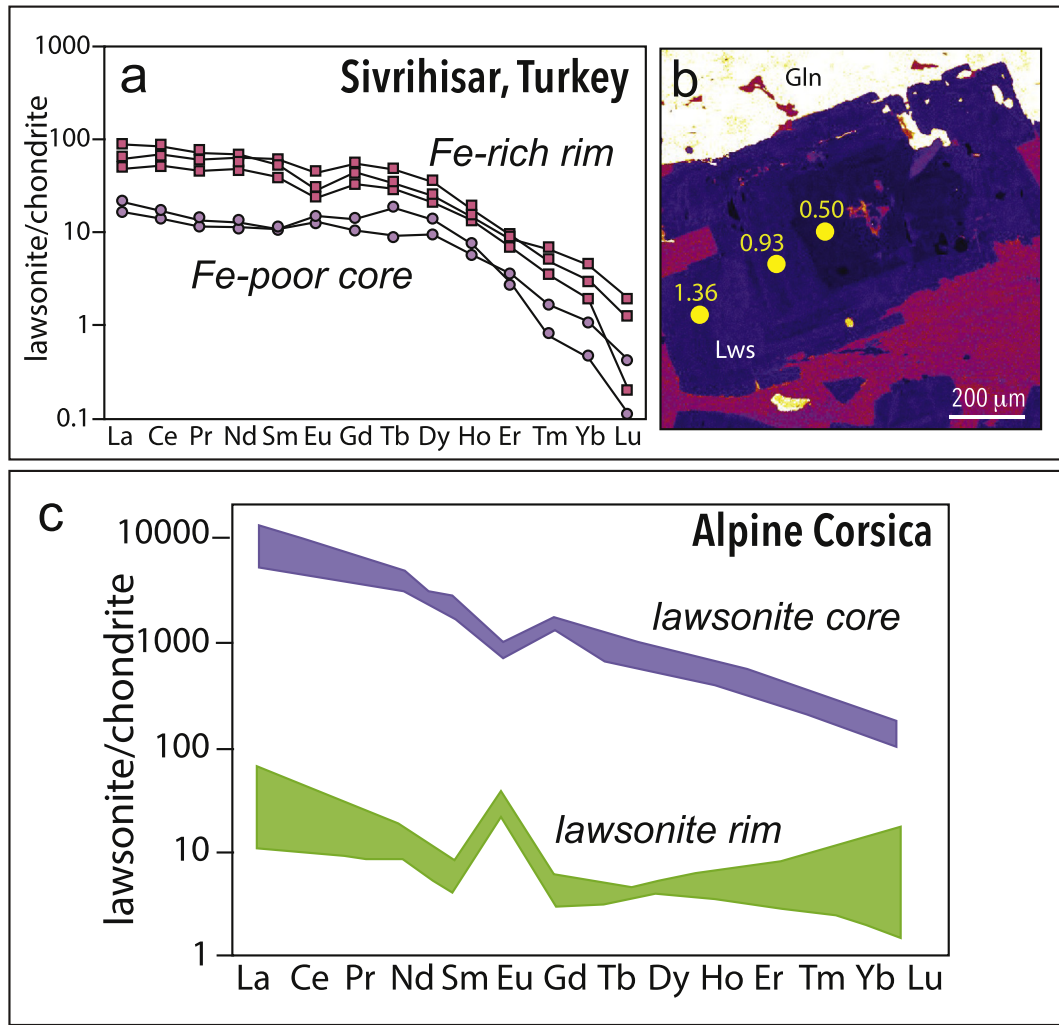 a
Sivrihisar, Turkey
1000
100
10
1
0.1
lawsonite/chondrite
Fe-rich rim
Fe-poor core
La Ce Pr Nd Sm Eu Gd Tb Dy Ho Er Tm Yb Lu
b
Gln
0.50
0.93
1.36
Lws
200 μm
c
Alpine Corsica
10000
1000
100
10
1
lawsonite/chondrite
lawsonite core
lawsonite rim
La Ce Pr Nd Sm Eu Gd Tb Dy Ho Er Tm Yb Lu